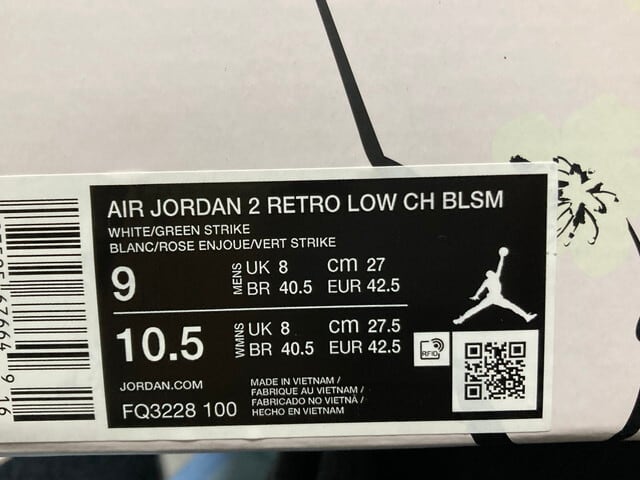 AIR JORDAN 2 RETRO LOW CH BLSM
WHITE/GREEN STRIKE
BLANC/ROSE ENJOUE/VERT STRIKE
9 MENS UK 8 cm 27
BR 40.5 EUR 42.5
10.5 WMNS UK 8 cm 27.5
BR 40.5 EUR 42.5
RFID
JORDAN.COM
FQ3228 100
MADE IN VIETNAM /
FABRIQUE AU VIETNAM /
FABRICADO NO VIETNÃ /
HECHO EN VIETNAM